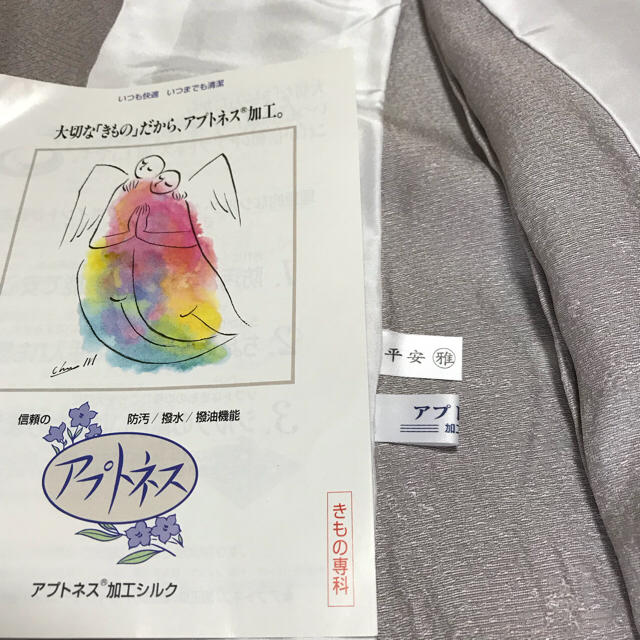 いつも快適 いつまでも清潔
大切な「きもの」だから、アプトネス®加工。
信頼の 防汚/撥水/撥油機能
アプトネス
アプトネス®加工シルク
きもの専科
平安 雅
アプト
加工